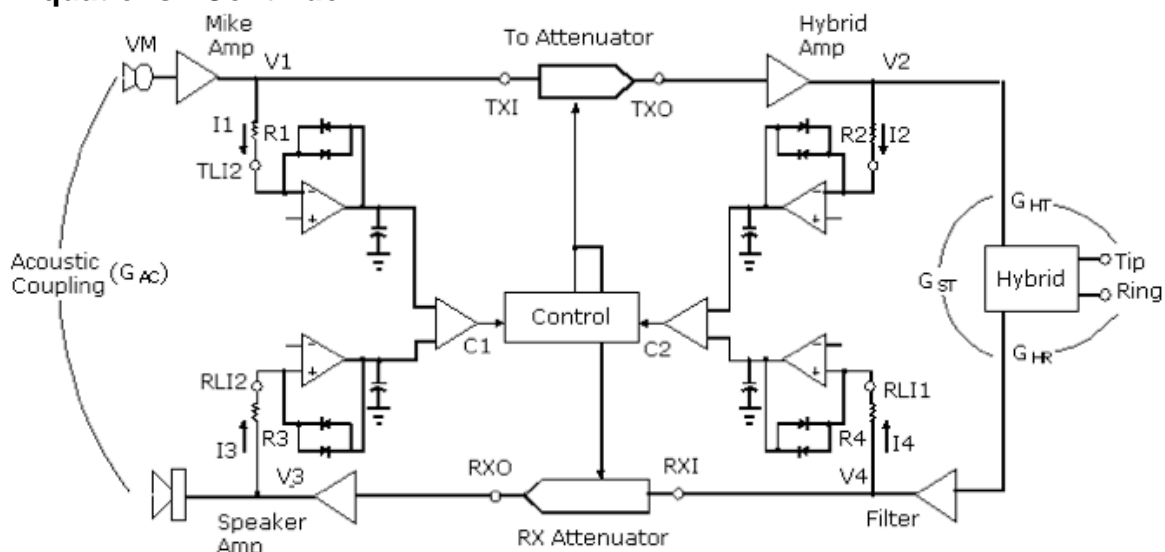 Mike
Amp
To Attenuator
Hybrid
Amp
VM
V1
V2
TXI
TXO
I1
R1
R2
I2
TLI2
-
+
-
+
G HT
Acoustic
Coupling
(G AC)
G ST
Hybrid
Tip
Ring
Control
C1
C2
G HR
-
+
-
+
RLI2
RLI1
R3
I3
R4
I4
RXO
RXI
V3
V4
Speaker
Amp
RX Attenuator
Filter